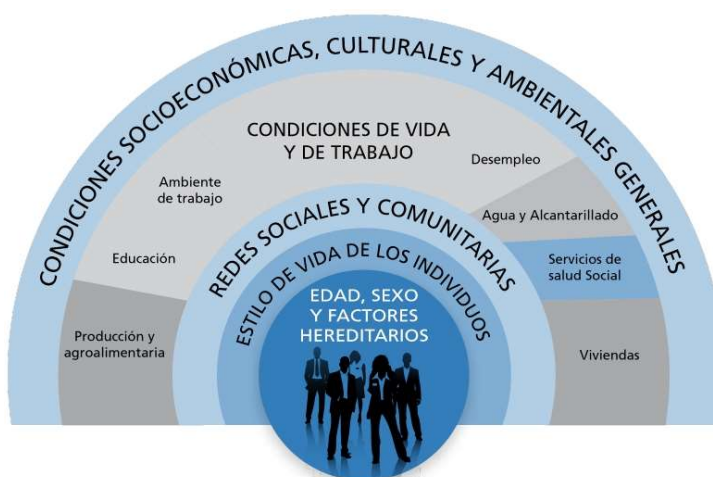 CONDICIONES SOCIOECONÓMICAS, CULTURALES Y AMBIENTALES GENERALES
CONDICIONES DE VIDA
Y DE TRABAJO
Desempleo
Ambiente
de trabajo
Agua y Alcantarillado
Educación
Servicios de
salud Social
Producción y
agroalimentaria
Viviendas
REDES SOCIALES Y COMUNITARIAS
ESTILO DE VIDA DE LOS INDIVIDUOS
EDAD, SEXO
Y FACTORES
HEREDITARIOS